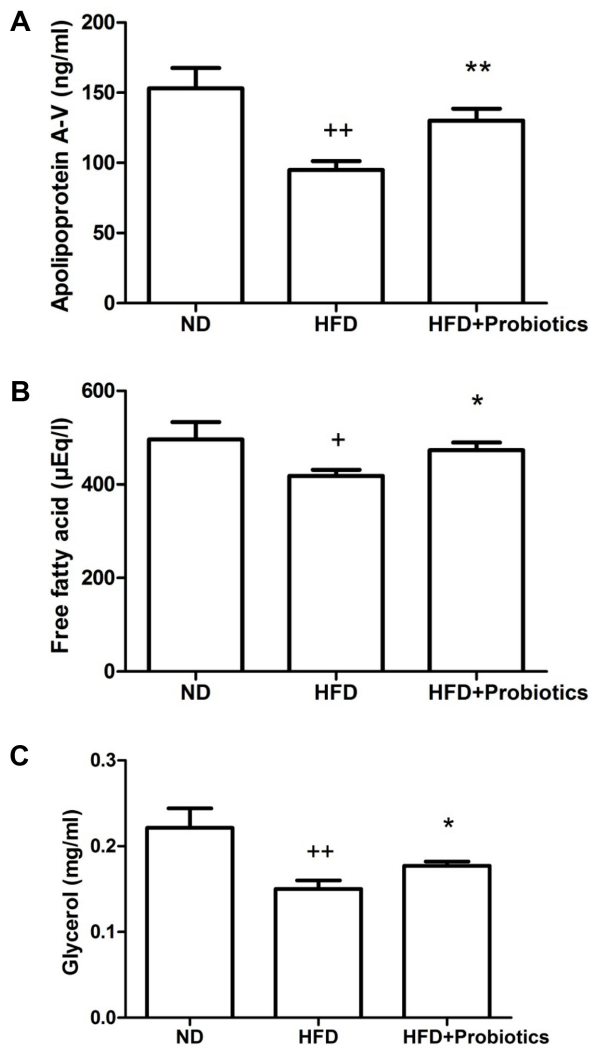 A
Apolipoprotein A-V (ng/ml)
200
150
100
50
0
++
**
ND HFD HFD+Probiotics
B
Free fatty acid (µEq/l)
600
400
200
0
+
*
ND HFD HFD+Probiotics
C
Glycerol (mg/ml)
0.3
0.2
0.1
0.0
++
*
ND HFD HFD+Probiotics